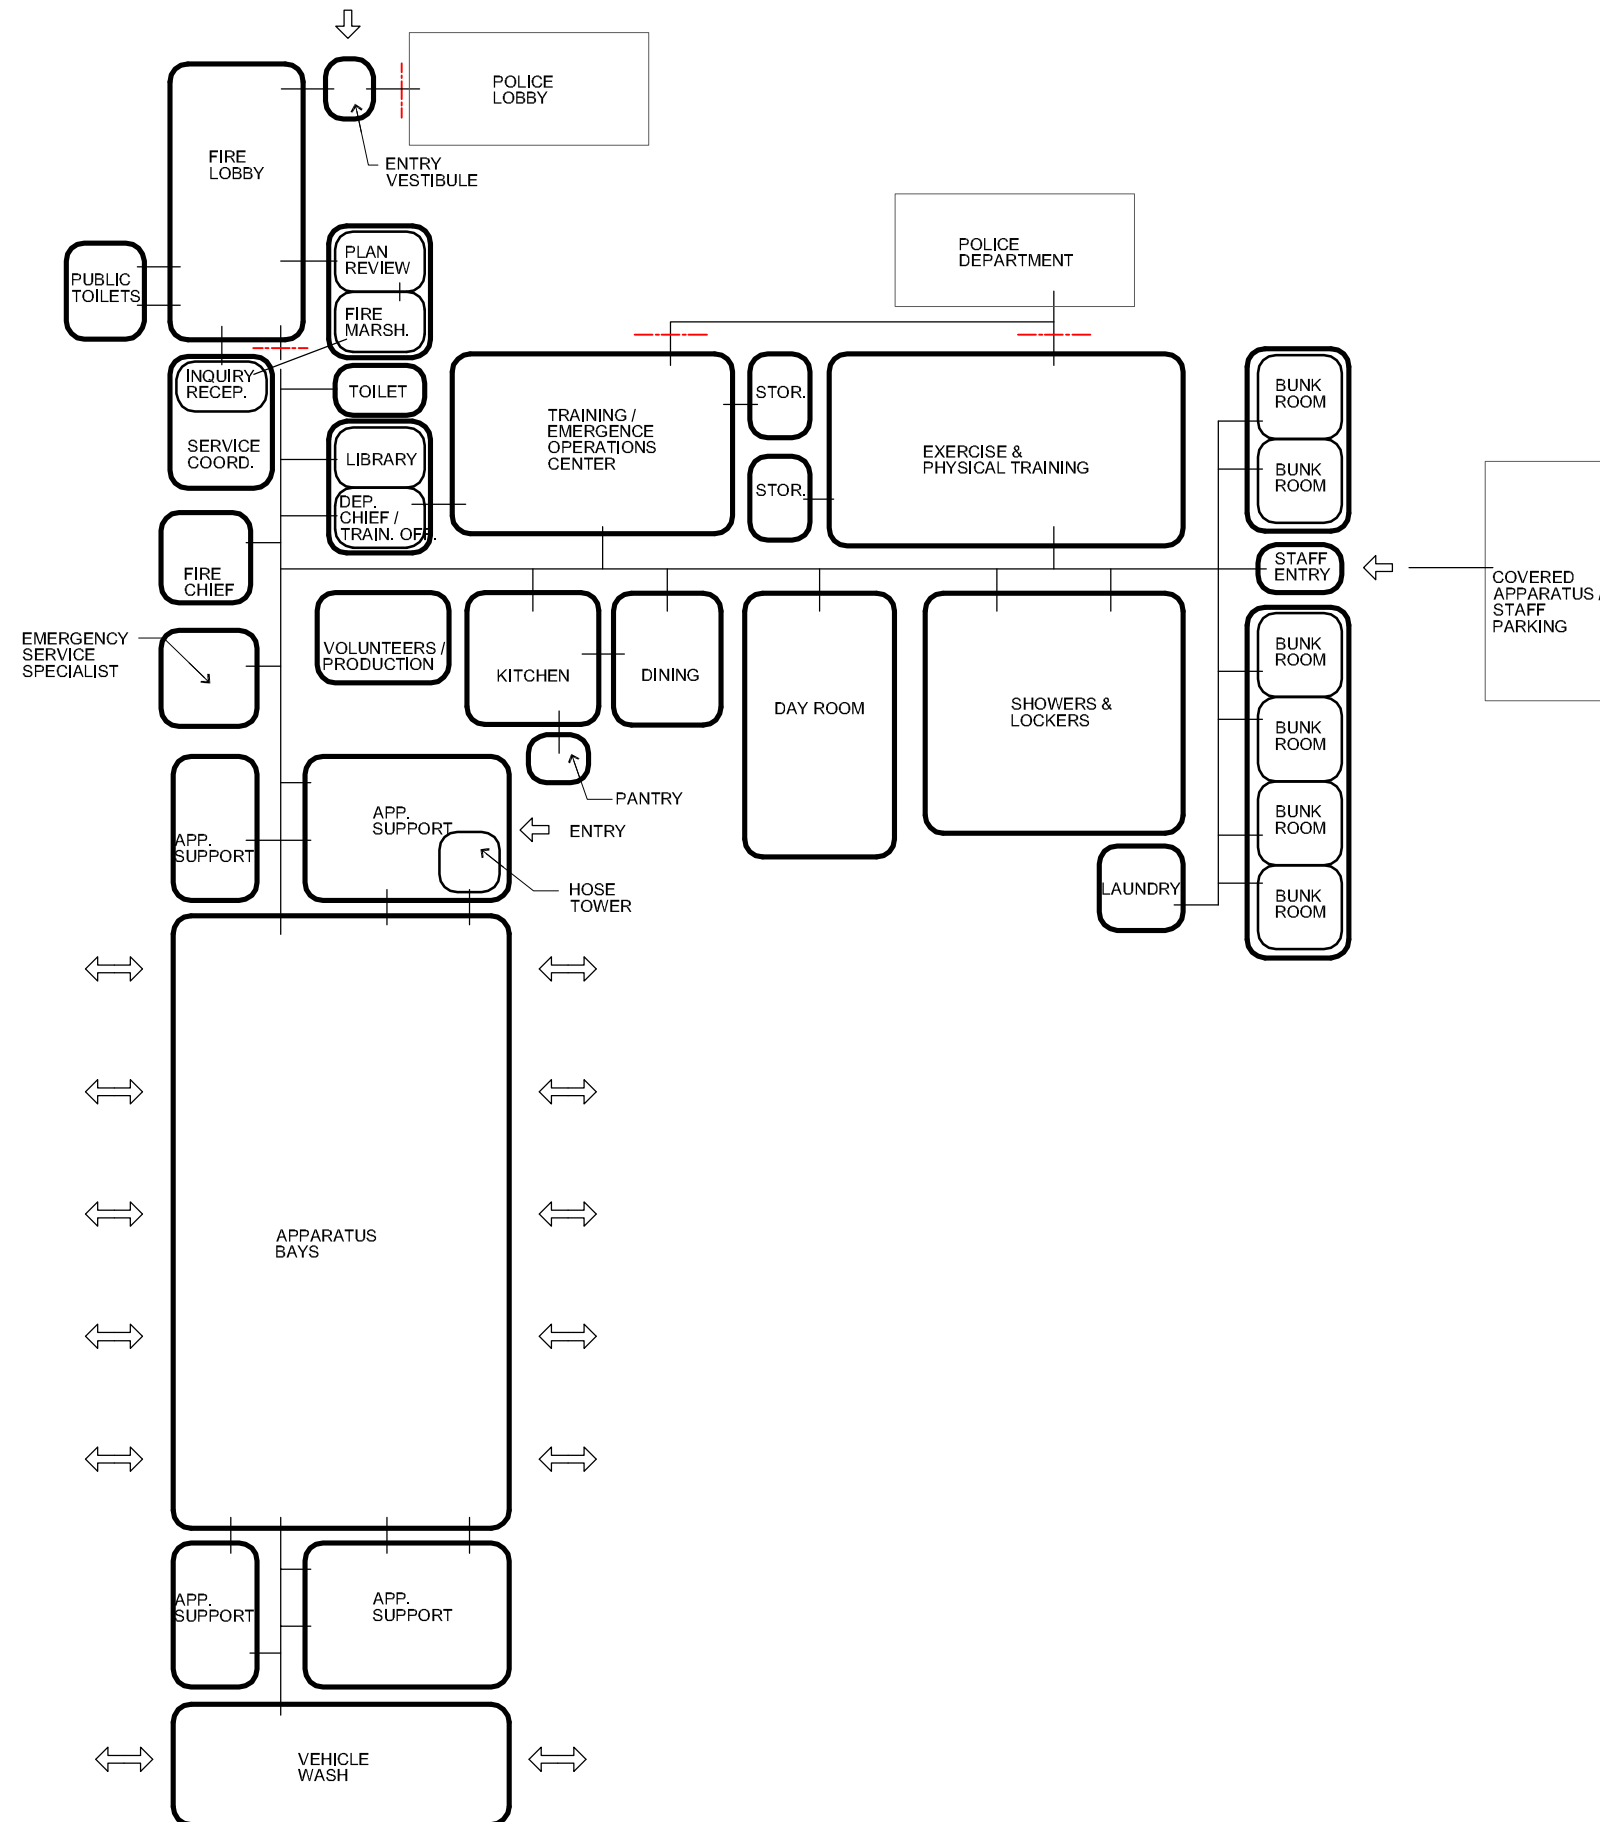 POLICE
LOBBY
FIRE
LOBBY
ENTRY
VESTIBULE
PUBLIC
TOILETS
PLAN
REVIEW
FIRE
MARSH.
POLICE
DEPARTMENT
INQUIRY
RECEP.
SERVICE
COORD.
TOILET
LIBRARY
DEP.
CHIEF /
TRAIN. OFF.
TRAINING /
EMERGENCE
OPERATIONS
CENTER
STOR.
STOR.
EXERCISE &
PHYSICAL TRAINING
BUNK
ROOM
BUNK
ROOM
STAFF
ENTRY
COVERED
APPARATUS /
STAFF
PARKING
FIRE
CHIEF
EMERGENCY
SERVICE
SPECIALIST
VOLUNTEERS /
PRODUCTION
KITCHEN
DINING
DAY ROOM
SHOWERS &
LOCKERS
BUNK
ROOM
BUNK
ROOM
BUNK
ROOM
BUNK
ROOM
PANTRY
APP.
SUPPORT
APP.
SUPPORT
ENTRY
HOSE
TOWER
LAUNDRY
APPARATUS
BAYS
APP.
SUPPORT
APP.
SUPPORT
VEHICLE
WASH